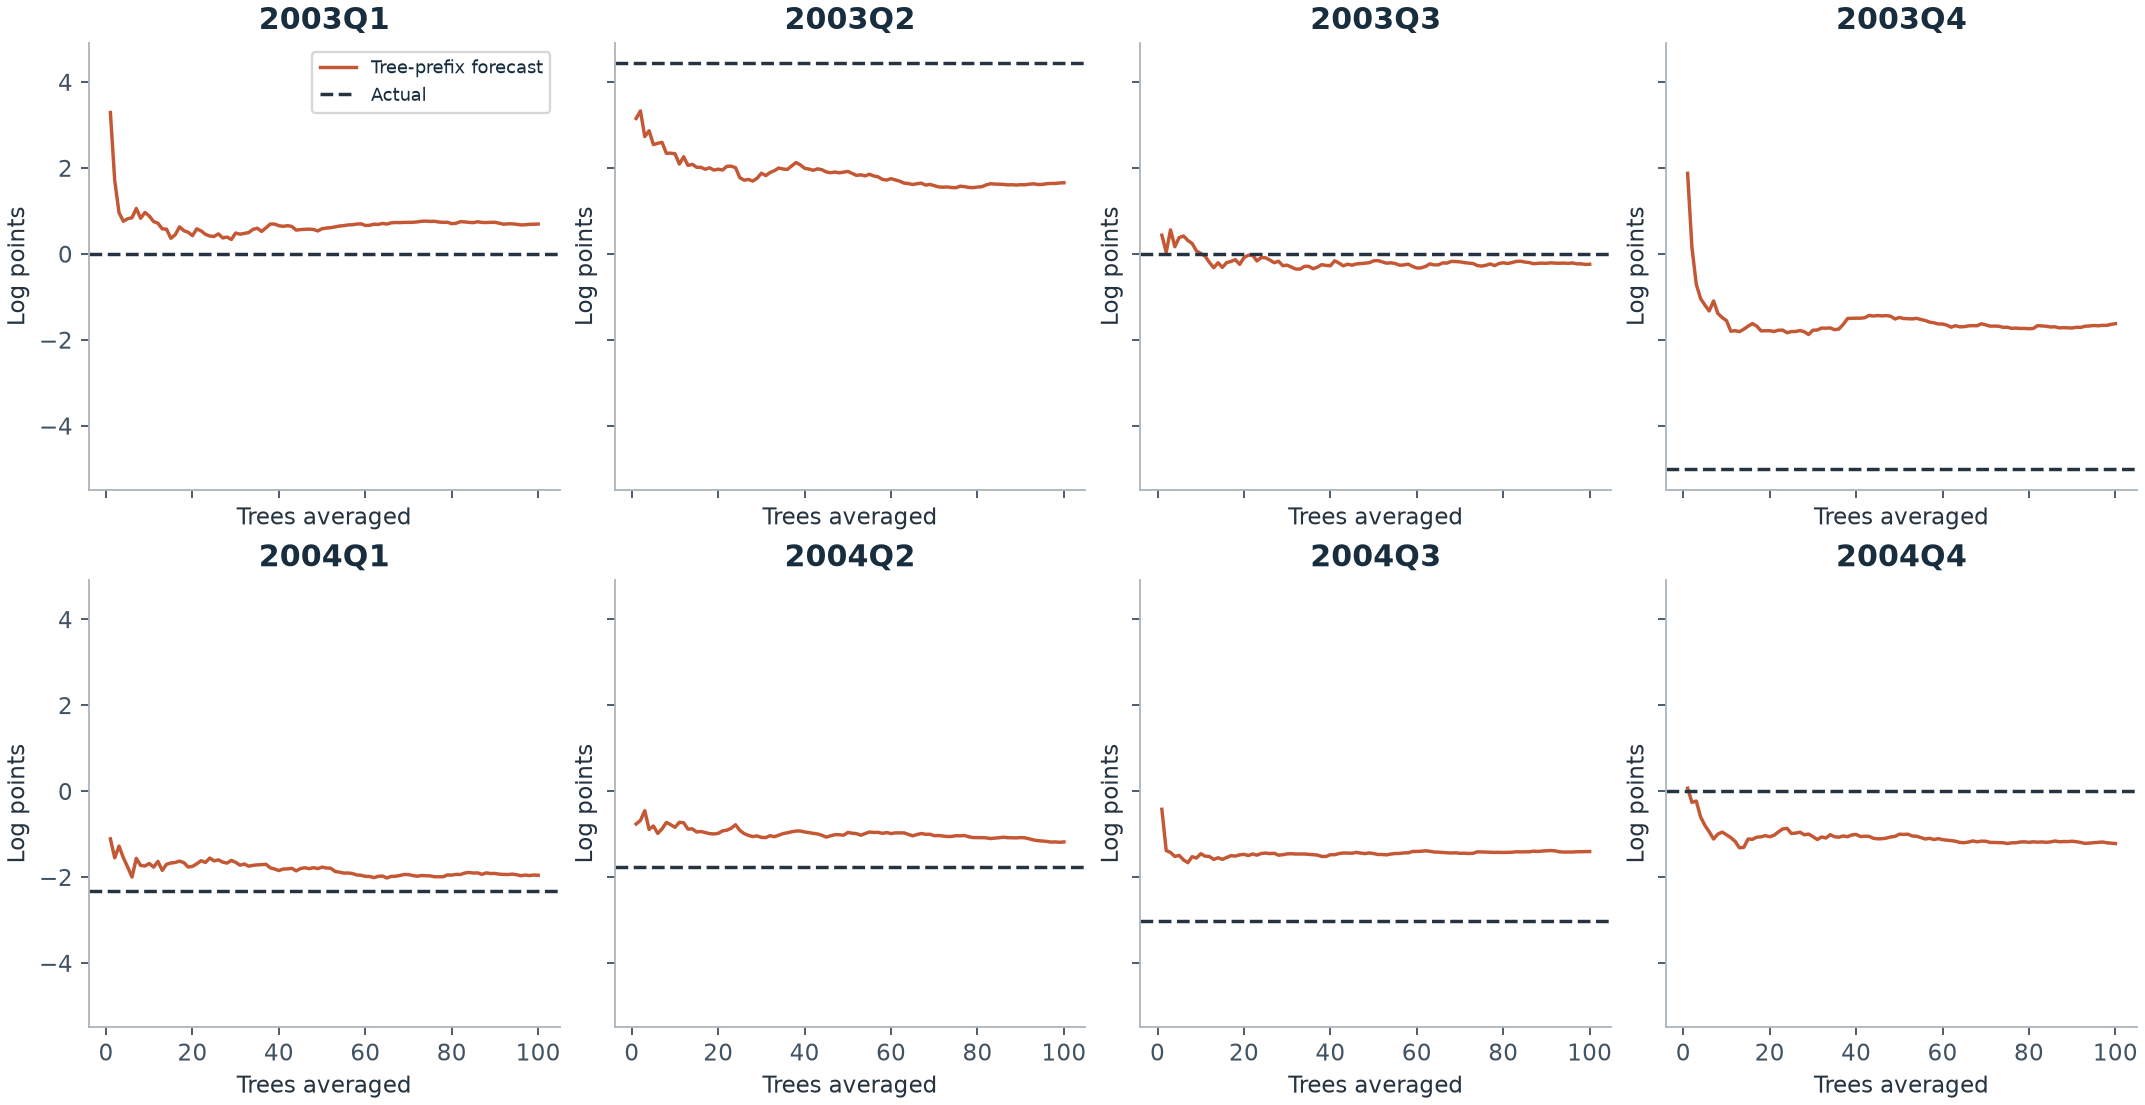 2003Q1
2003Q2
2003Q3
2003Q4
Tree-prefix forecast
Actual
Log points
Log points
Log points
Log points
4
2
0
−2
−4
Trees averaged
Trees averaged
Trees averaged
Trees averaged
2004Q1
2004Q2
2004Q3
2004Q4
Log points
Log points
Log points
Log points
4
2
0
−2
−4
0 20 40 60 80 100
0 20 40 60 80 100
0 20 40 60 80 100
0 20 40 60 80 100
Trees averaged
Trees averaged
Trees averaged
Trees averaged